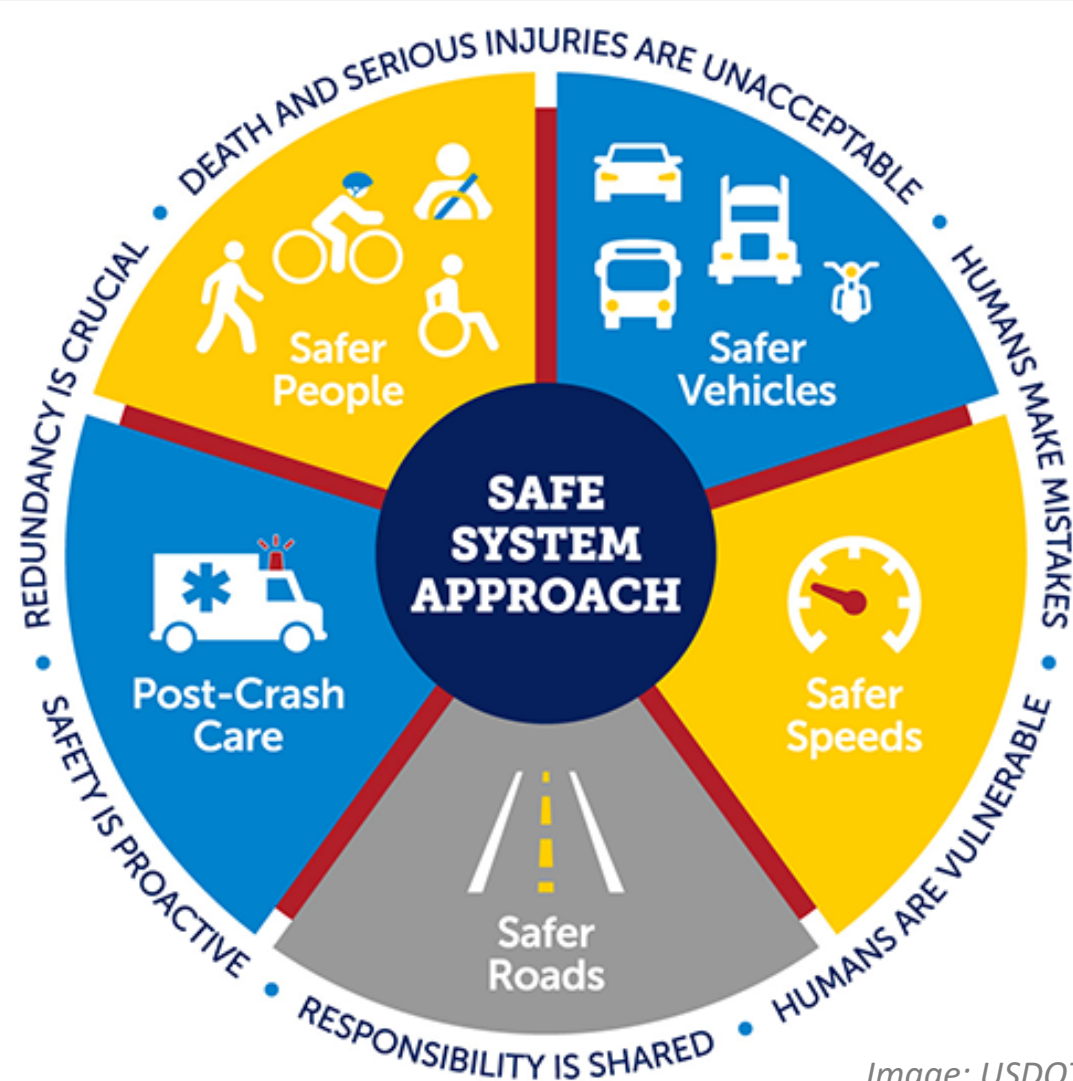 DEATH AND SERIOUS INJURIES ARE UNACCEPTABLE
HUMANS MAKE MISTAKES
HUMANS ARE VULNERABLE
RESPONSIBILITY IS SHARED
SAFETY IS PROACTIVE
REDUNDANCY IS CRUCIAL
Safer
People
Safer
Vehicles
SAFE
SYSTEM
APPROACH
Post-Crash
Care
Safer
Speeds
Safer
Roads
Image: USDOT